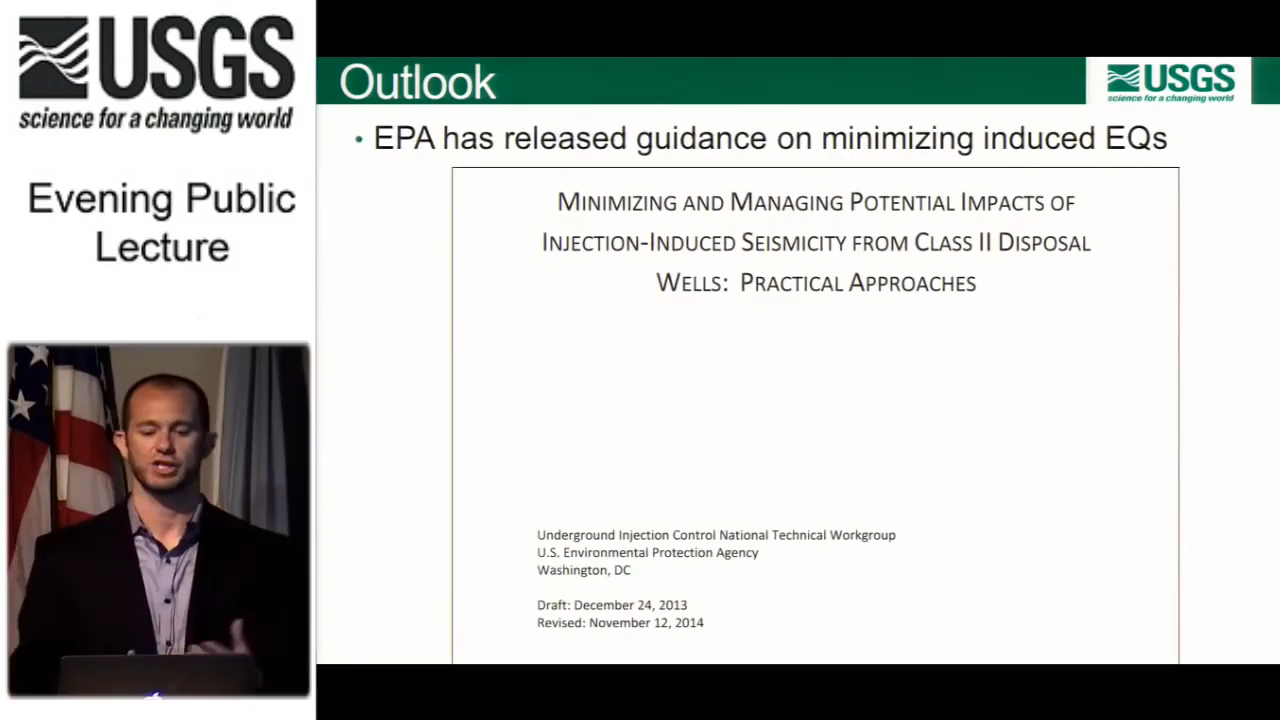 USGS
science for a changing world
Evening Public
Lecture
Outlook
USGS
science for a changing world
• EPA has released guidance on minimizing induced EQs
MINIMIZING AND MANAGING POTENTIAL IMPACTS OF
INJECTION-INDUCED SEISMICITY FROM CLASS II DISPOSAL
WELLS: PRACTICAL APPROACHES
Underground Injection Control National Technical Workgroup
U.S. Environmental Protection Agency
Washington, DC
Draft: December 24, 2013
Revised: November 12, 2014